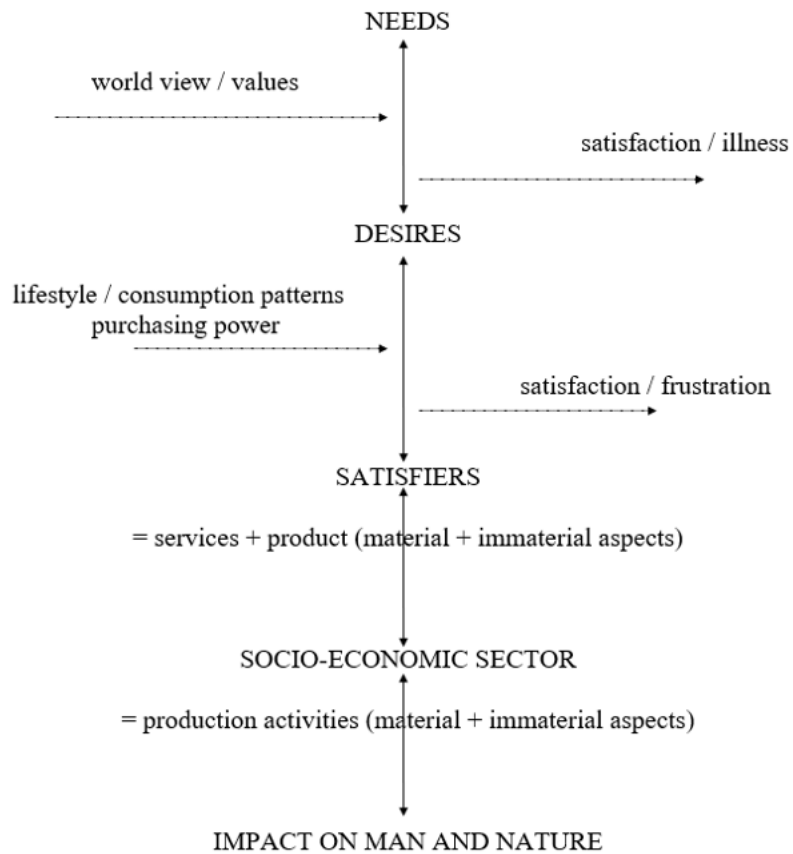 NEEDS
world view / values
satisfaction / illness
DESIRES
lifestyle / consumption patterns
purchasing power
satisfaction / frustration
SATISFIERS
= services + product (material + immaterial aspects)
SOCIO-ECONOMIC SECTOR
= production activities (material + immaterial aspects)
IMPACT ON MAN AND NATURE